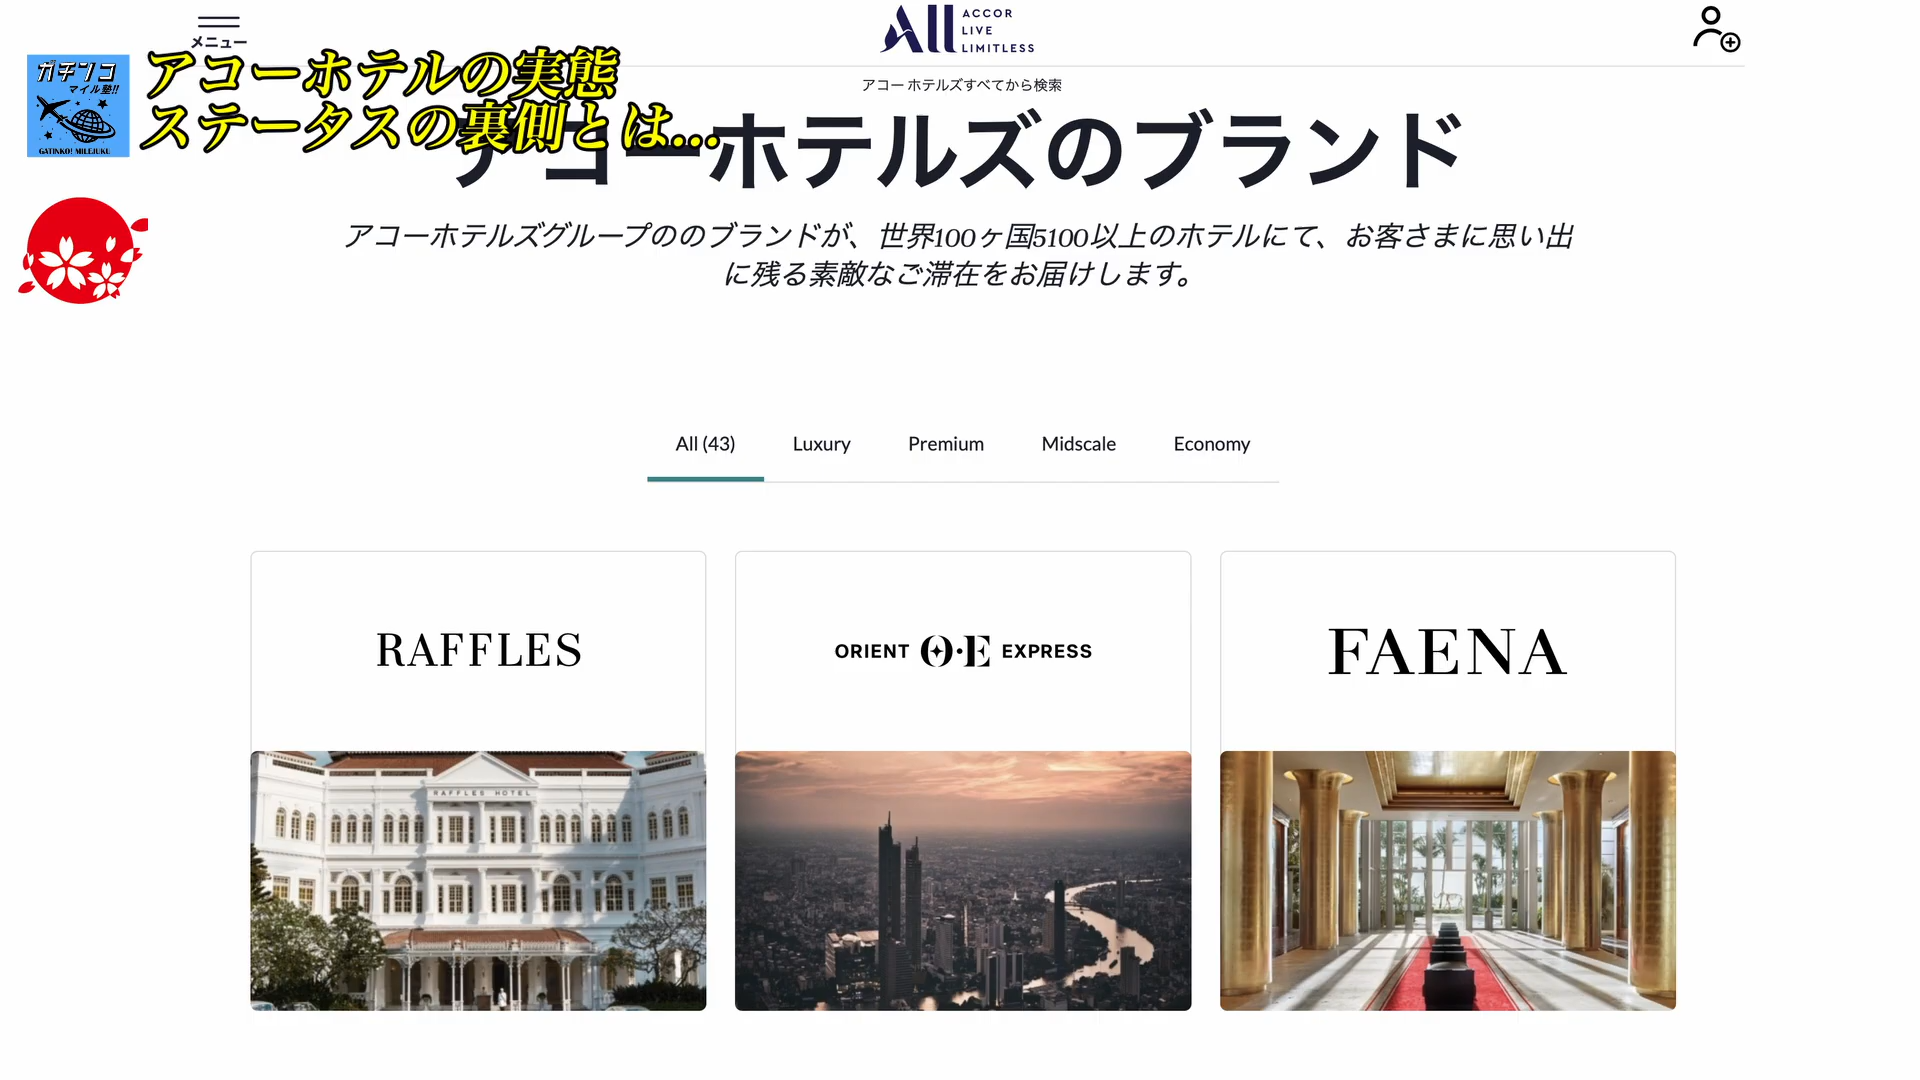 メニュー
ALL ACCOR
LIVE
LIMITLESS
ガチンコ
マイル塾!!
GATINKO! MILEJUKU
アコーホテルの実態
ステータスの裏側とは...
アコー ホテルズすべてから検索
アコーホテルズのブランド
アコーホテルズグループののブランドが、世界100ヶ国5100以上のホテルにて、お客さまに思い出
に残る素敵なご滞在をお届けします。
All (43) Luxury Premium Midscale Economy
RAFFLES
ORIENT O·E EXPRESS
FAENA
RAFFLES HOTEL